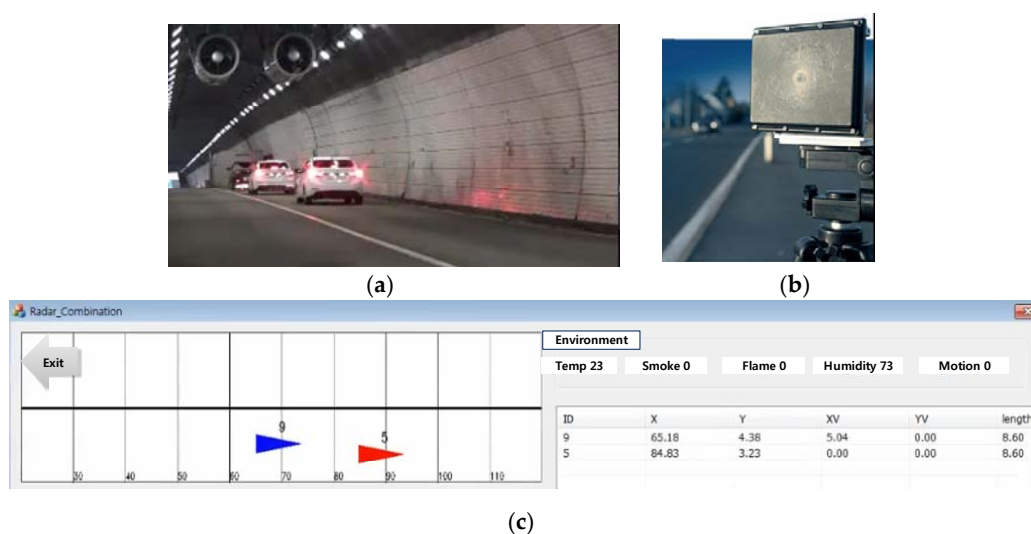 (a)
(b)
Radar_Combination
Exit
Environment
Temp 23 Smoke 0 Flame 0 Humidity 73 Motion 0
ID X Y XV YV length
9 65.18 4.38 5.04 0.00 8.60
5 84.83 3.23 0.00 0.00 8.60
9
5
30 40 50 60 70 80 90 100 110
(c)